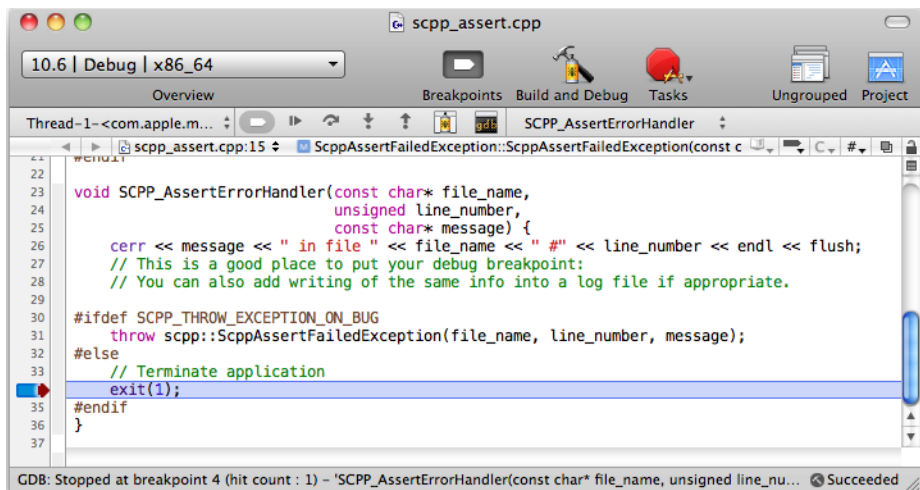 scpp_assert.cpp
10.6 | Debug | x86_64
Overview
Breakpoints
Build and Debug
Tasks
Ungrouped
Project
Thread-1-<com.apple.m...
gdb
SCPP_AssertErrorHandler
scpp_assert.cpp:15
M ScppAssertFailedException::ScppAssertFailedException(const c
C
#
21 #endif
22
23 void SCPP_AssertErrorHandler(const char* file_name,
24 unsigned line_number,
25 const char* message) {
26 cerr << message << " in file " << file_name << " #" << line_number << endl << flush;
27 // This is a good place to put your debug breakpoint:
28 // You can also add writing of the same info into a log file if appropriate.
29
30 #ifdef SCPP_THROW_EXCEPTION_ON_BUG
31 throw scpp::ScppAssertFailedException(file_name, line_number, message);
32 #else
33 // Terminate application
exit(1);
35 #endif
36 }
37
GDB: Stopped at breakpoint 4 (hit count : 1) - 'SCPP_AssertErrorHandler(const char* file_name, unsigned line_nu...
Succeeded